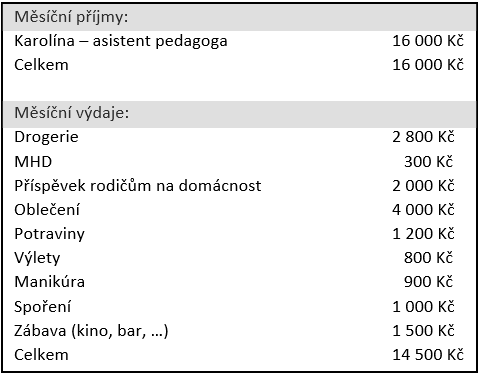 Měsíční příjmy:
Karolína – asistent pedagoga 16 000 Kč
Celkem 16 000 Kč
Měsíční výdaje:
Drogerie 2 800 Kč
MHD 300 Kč
Příspěvek rodičům na domácnost 2 000 Kč
Oblečení 4 000 Kč
Potraviny 1 200 Kč
Výlety 800 Kč
Manikúra 900 Kč
Spoření 1 000 Kč
Zábava (kino, bar, …) 1 500 Kč
Celkem 14 500 Kč